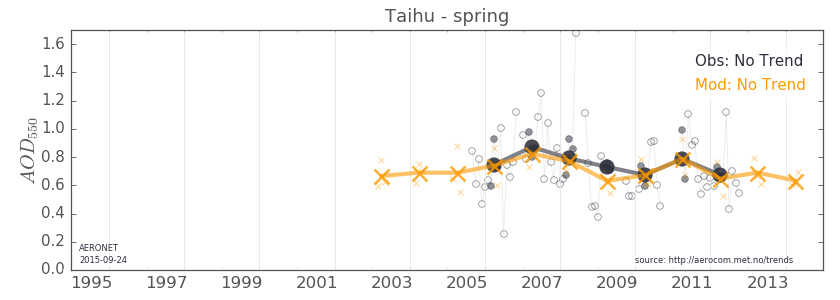 Taihu - spring
1.6
1.4
1.2
1.0
0.8
0.6
0.4
0.2
0.0
AOD550
Obs: No Trend
Mod: No Trend
AERONET
2015-09-24
source: http://aerocom.met.no/trends
1995 1997 1999 2001 2003 2005 2007 2009 2011 2013